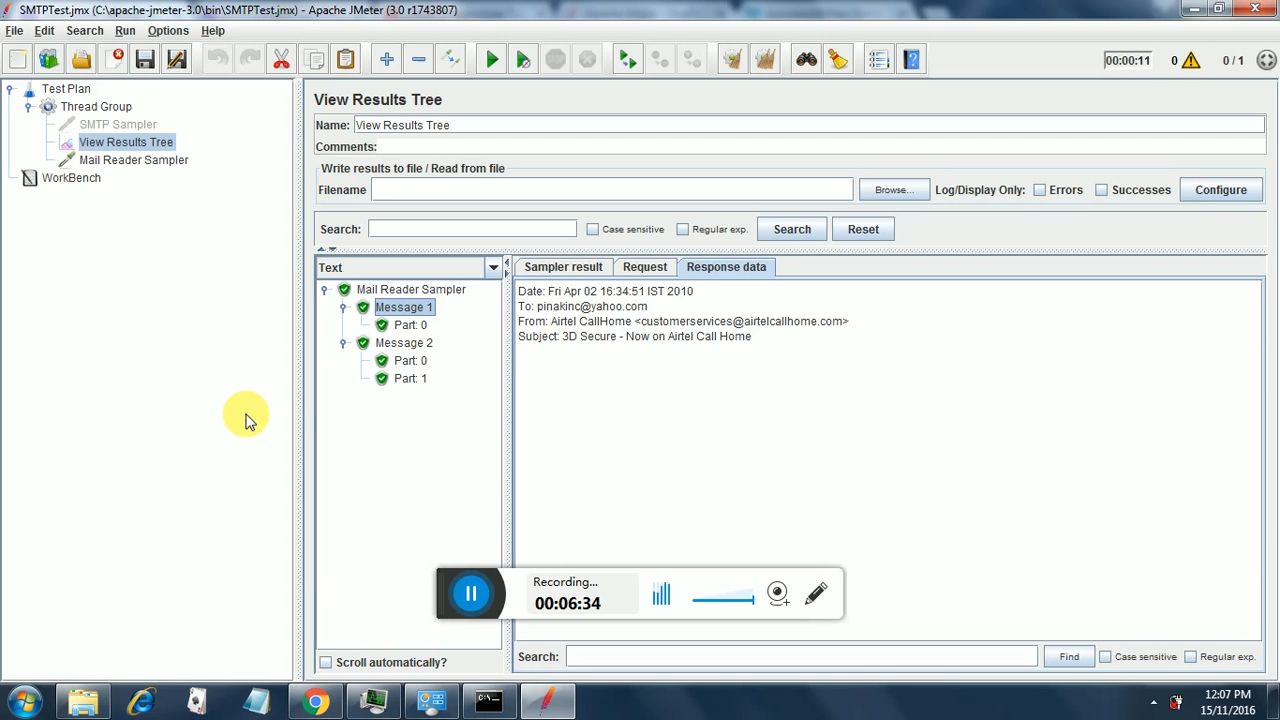 SMTPTest.jmx (C:\apache-jmeter-3.0\bin\SMTPTest.jmx) - Apache JMeter (3.0 r1743807)
File Edit Search Run Options Help
00:00:11 0 0 / 1
Test Plan
Thread Group
SMTP Sampler
View Results Tree
Mail Reader Sampler
WorkBench
View Results Tree
Name: View Results Tree
Comments:
Write results to file / Read from file
Filename Browse... Log/Display Only: Errors Successes Configure
Search: Case sensitive Regular exp. Search Reset
Text
Mail Reader Sampler
Message 1
Part: 0
Message 2
Part: 0
Part: 1
Scroll automatically?
Sampler result Request Response data
Date: Fri Apr 02 16:34:51 IST 2010
To: pinakinc@yahoo.com
From: Airtel CallHome <customerservices@airtelcallhome.com>
Subject: 3D Secure - Now on Airtel Call Home
Recording...
00:06:34
Search: Find Case sensitive Regular exp.
12:07 PM
15/11/2016